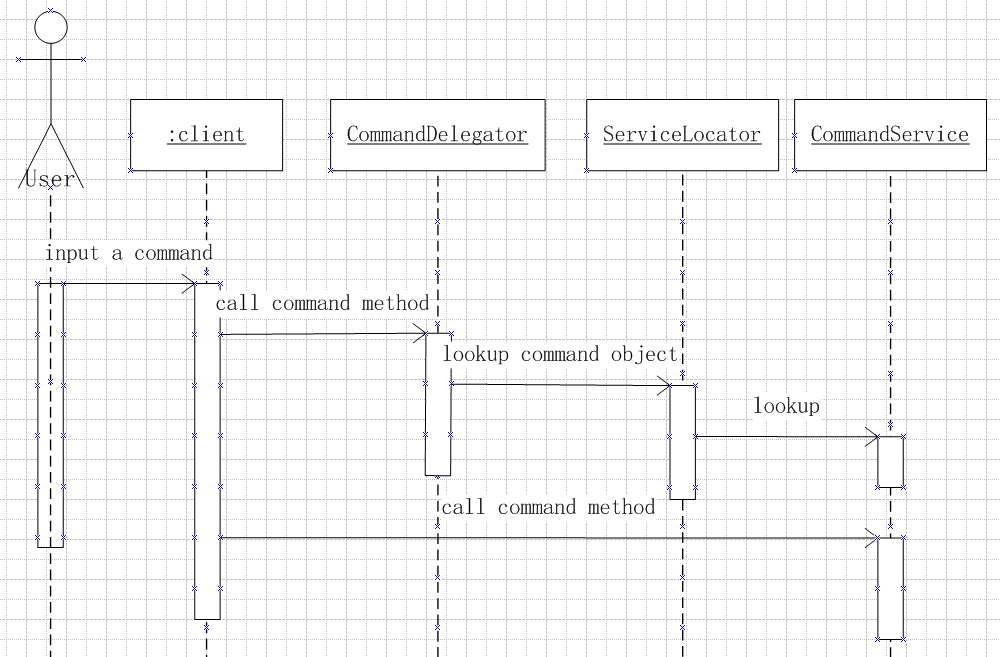 :client
CommandDelegator
ServiceLocator
CommandService
User
input a command
call command method
lookup command object
lookup
call command method